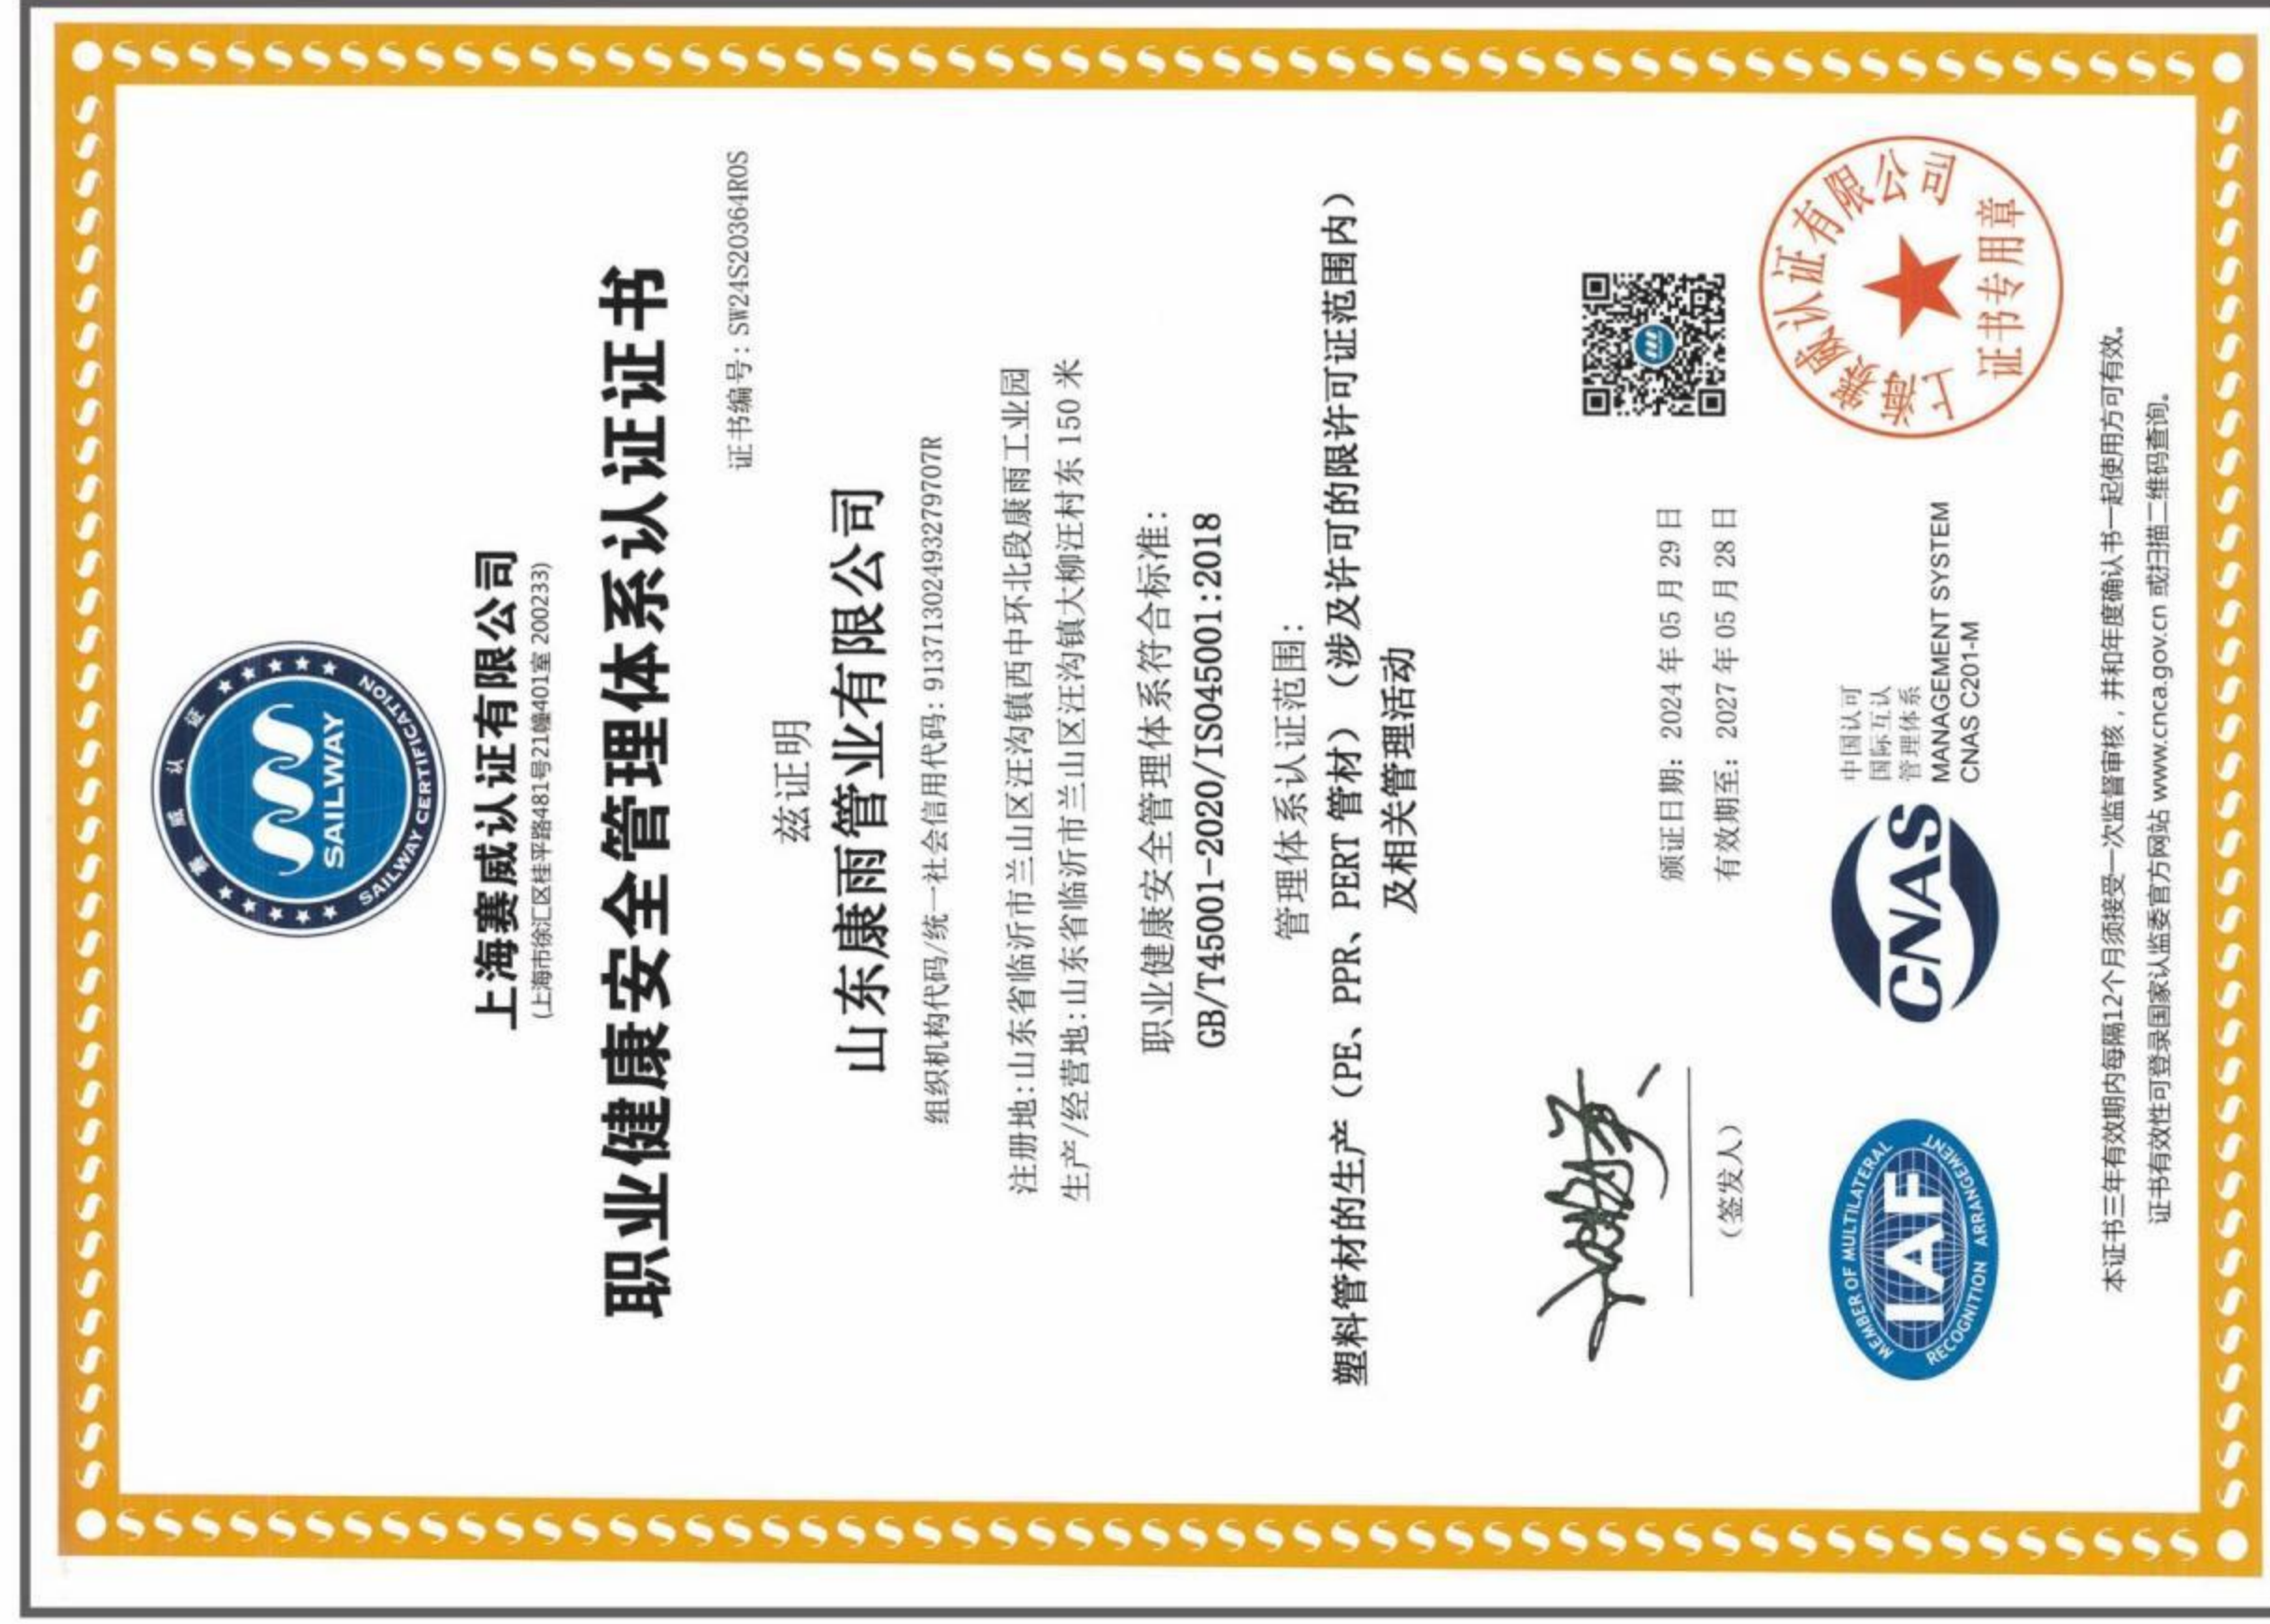 赛威认证
SAILWAY
SAILWAY CERTIFICATION
上海赛威认证有限公司
(上海市徐汇区桂平路481号21幢401室 200233)
职业健康安全管理体系认证证书
证书编号：SW24S20364ROS
兹证明
山东康雨管业有限公司
组织机构代码/统一社会信用代码：91371302493279707R
注册地:山东省临沂市兰山区汪沟镇西中环北段康雨工业园
生产/经营地:山东省临沂市兰山区汪沟镇大柳汪村东 150 米
职业健康安全管理体系符合标准：
GB/T45001-2020/ISO45001:2018
管理体系认证范围：
塑料管材的生产（PE、PPR、PERT 管材）（涉及许可的限许可证范围内）
及相关管理活动
颁证日期：2024 年 05 月 29 日
有效期至：2027 年 05 月 28 日
（签发人）
MEMBER OF MULTILATERAL
IAF
RECOGNITION ARRANGEMENT
CNAS
中国认可
国际互认
管理体系
MANAGEMENT SYSTEM
CNAS C201-M
上海赛威认证有限公司
证书专用章
本证书三年有效期内每隔12个月须接受一次监督审核，并和年度确认书一起使用方可有效。
证书有效性可登录国家认监委官方网站 www.cnca.gov.cn 或扫描二维码查询。